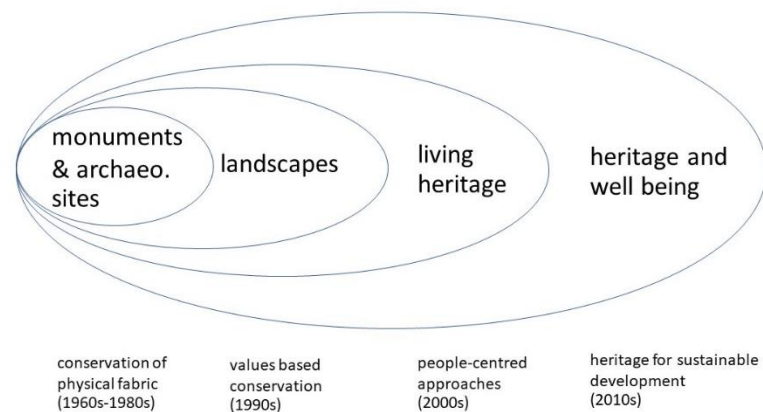 monuments
& archaeo.
sites
landscapes
living
heritage
heritage and
well being
conservation of
physical fabric
(1960s-1980s)
values based
conservation
(1990s)
people-centred
approaches
(2000s)
heritage for sustainable
development
(2010s)